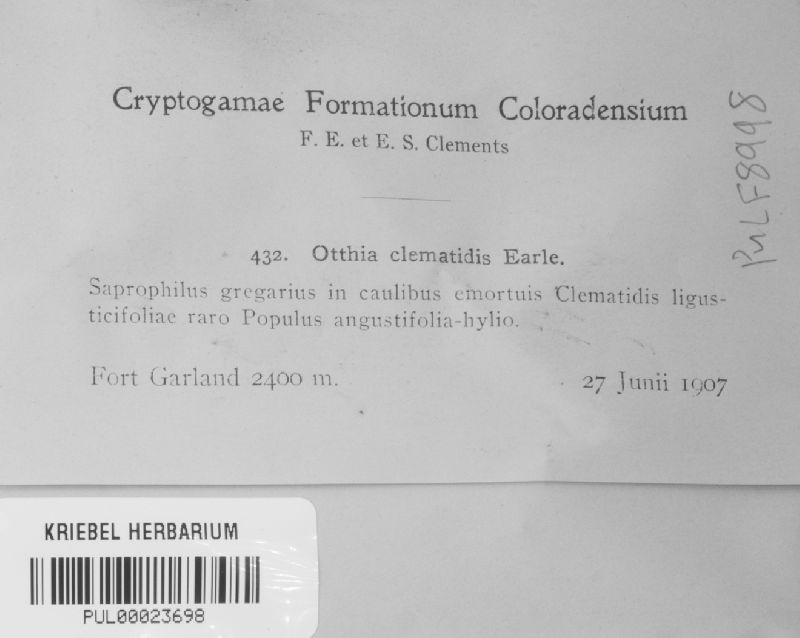 Cryptogamae Formationum Coloradensium
F. E. et E. S. Clements
432. Otthia clematidis Earle.
Saprophilus gregarius in caulibus emortuis Clematidis ligus-
ticifoliae raro Populus angustifolia-hylio.
Fort Garland 2400 m. 27 Junii 1907
PuLF8998
KRIEBEL HERBARIUM
PUL00023698